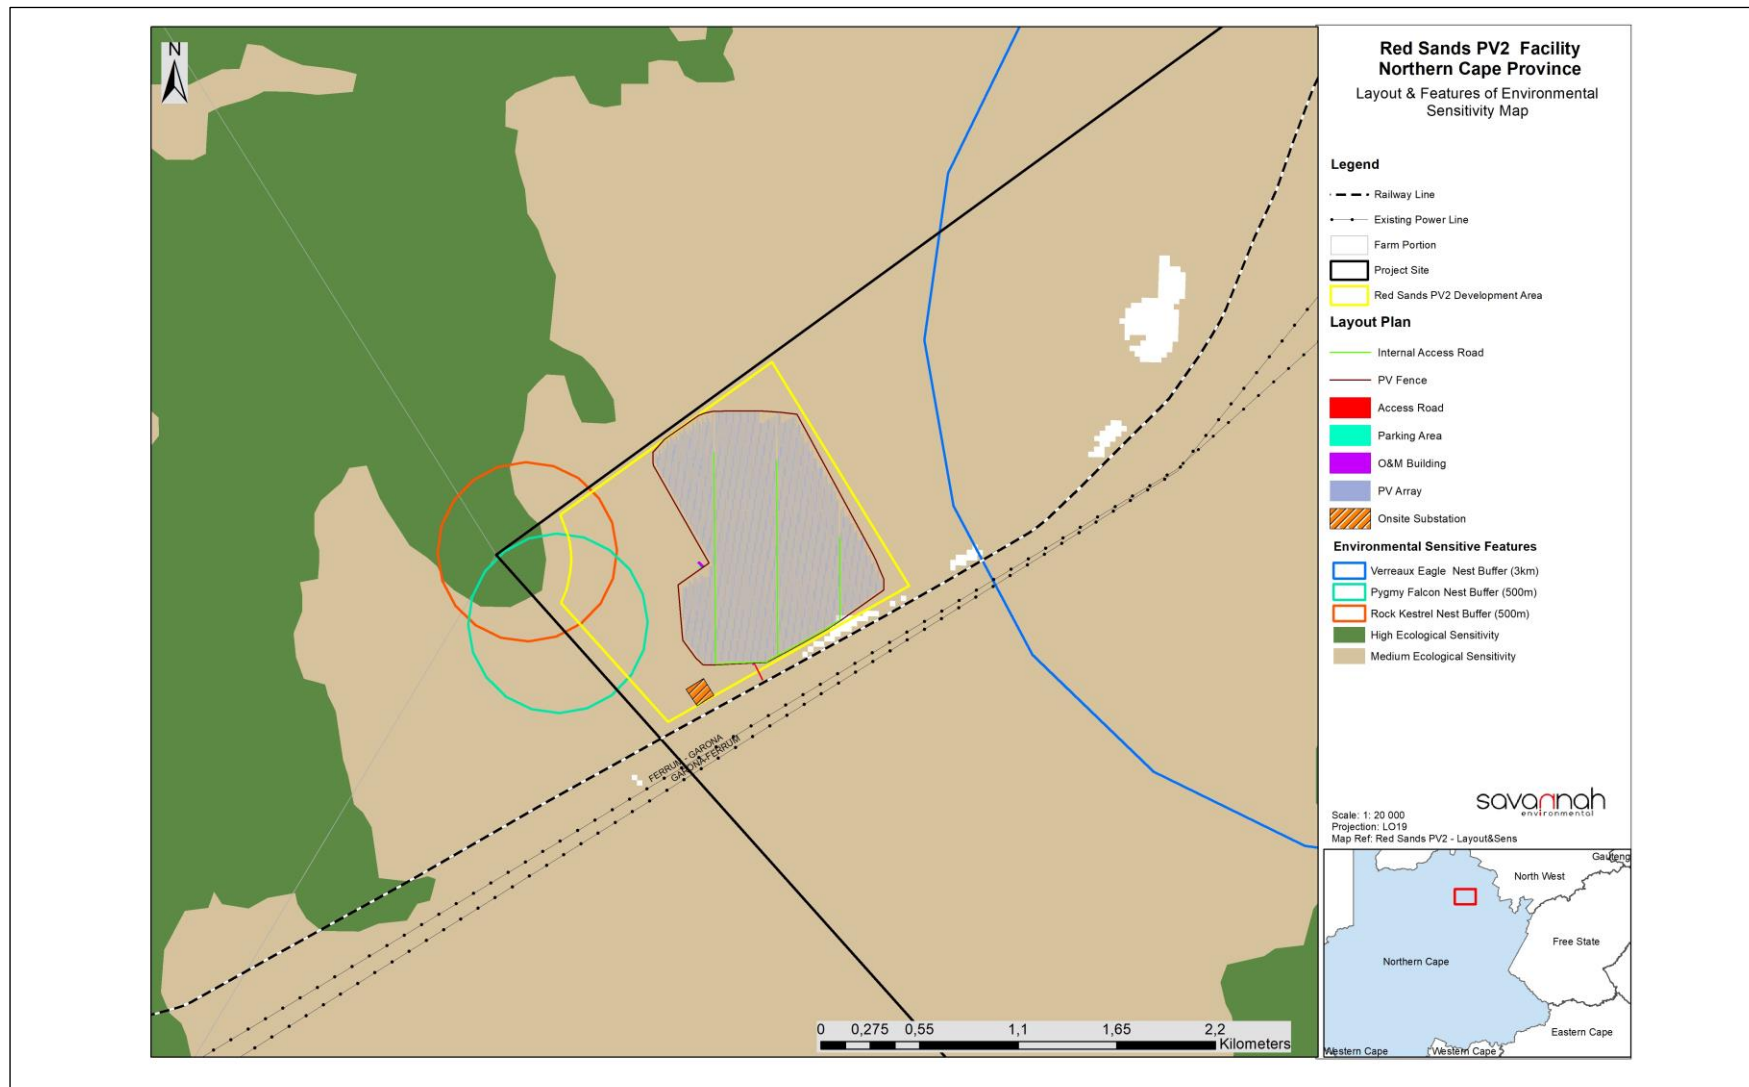 N
Red Sands PV2 Facility
Northern Cape Province
Layout & Features of Environmental
Sensitivity Map
Legend
Railway Line
Existing Power Line
Farm Portion
Project Site
Red Sands PV2 Development Area
Layout Plan
Internal Access Road
PV Fence
Access Road
Parking Area
O&M Building
PV Array
Onsite Substation
Environmental Sensitive Features
Verreaux Eagle Nest Buffer (3km)
Pygmy Falcon Nest Buffer (500m)
Rock Kestrel Nest Buffer (500m)
High Ecological Sensitivity
Medium Ecological Sensitivity
FERRUM - GARONA
GARONA-FERRUM
savannah
environmental
Scale: 1: 20 000
Projection: LO19
Map Ref: Red Sands PV2 - Layout&Sens
Gauteng
North West
Free State
Northern Cape
Eastern Cape
Western Cape
Western Cape
0 0,275 0,55 1,1 1,65 2,2
Kilometers